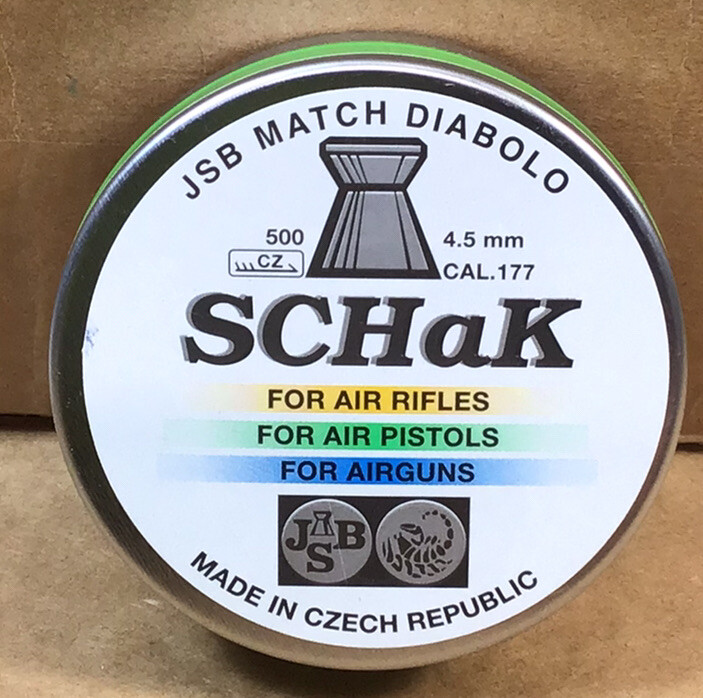 JSB MATCH DIABOLO
500
4.5 mm
CZ
CAL.177
SCHaK
FOR AIR RIFLES
FOR AIR PISTOLS
FOR AIRGUNS
JSB
MADE IN CZECH REPUBLIC